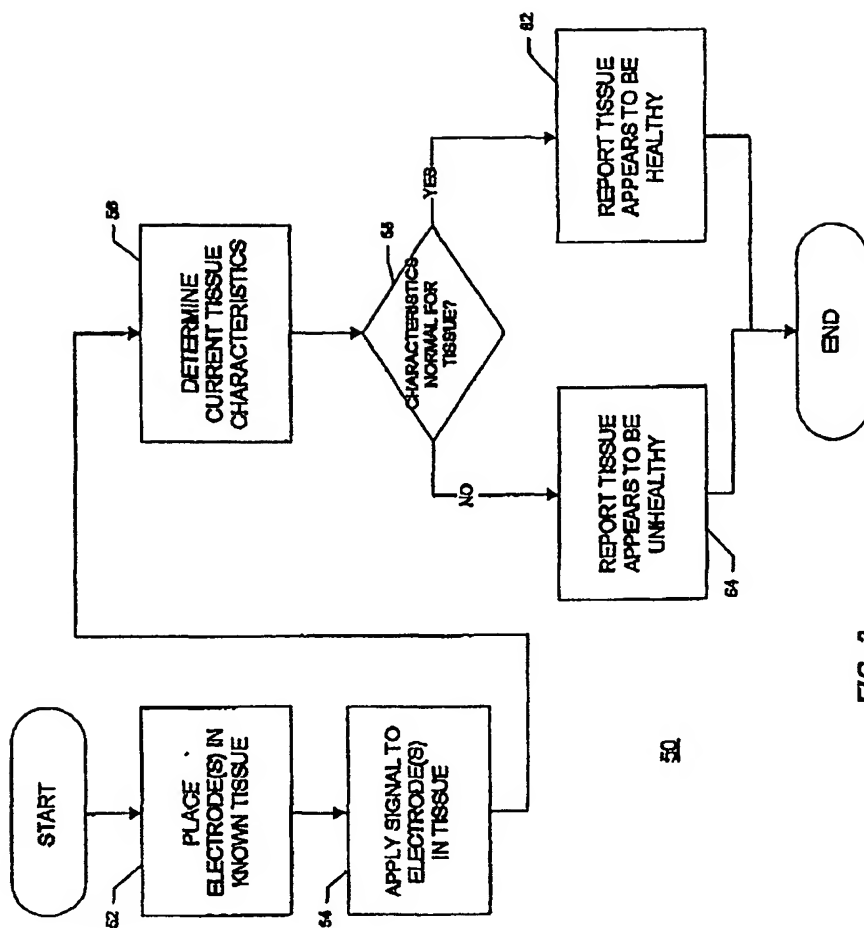 START
PLACE
ELECTRODE(S) IN
KNOWN TISSUE
52
APPLY SIGNAL TO
ELECTRODE(S)
IN TISSUE
54
DETERMINE
CURRENT TISSUE
CHARACTERISTICS
56
CHARACTERISTICS
NORMAL FOR
TISSUE?
YES
NO
REPORT TISSUE
APPEARS TO BE
HEALTHY
62
REPORT TISSUE
APPEARS TO BE
UNHEALTHY
64
END
50
FIG.